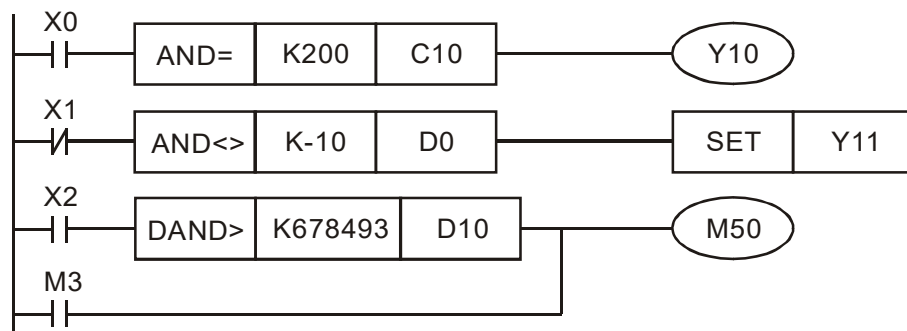 X0
AND= K200 C10 Y10
X1
AND<> K-10 D0 SET Y11
X2
DAND> K678493 D10 M50
M3